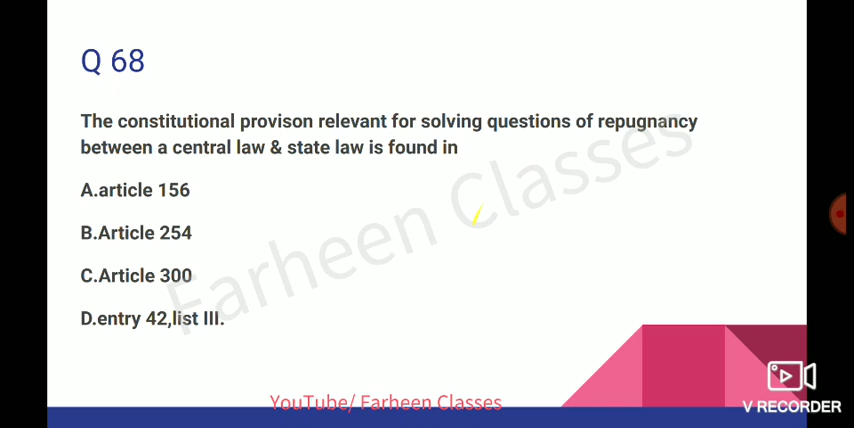 Q 68
The constitutional provison relevant for solving questions of repugnancy
between a central law & state law is found in
A.article 156
B.Article 254
C.Article 300
D.entry 42,list III.
Farheen Classes
YouTube/ Farheen Classes
V RECORDER